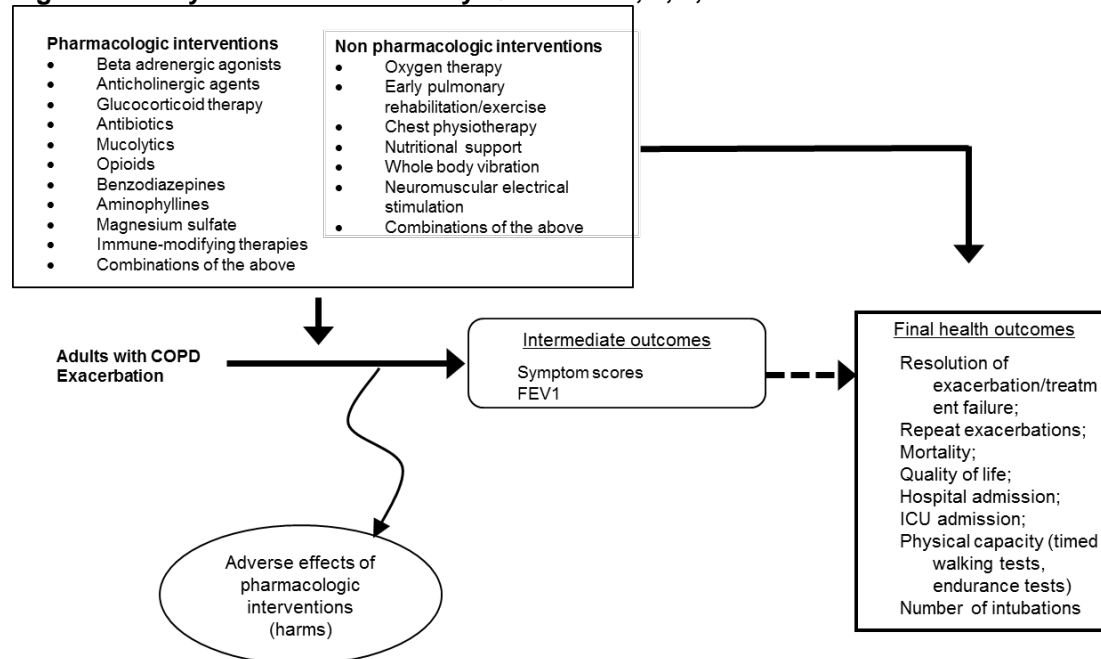 Pharmacologic interventions
• Beta adrenergic agonists
• Anticholinergic agents
• Glucocorticoid therapy
• Antibiotics
• Mucolytics
• Opioids
• Benzodiazepines
• Aminophyllines
• Magnesium sulfate
• Immune-modifying therapies
• Combinations of the above
Non pharmacologic interventions
• Oxygen therapy
• Early pulmonary
rehabilitation/exercise
• Chest physiotherapy
• Nutritional support
• Whole body vibration
• Neuromuscular electrical
stimulation
• Combinations of the above
Adults with COPD
Exacerbation
Intermediate outcomes
Symptom scores
FEV1
Final health outcomes
Resolution of
exacerbation/treatm
ent failure;
Repeat exacerbations;
Mortality;
Quality of life;
Hospital admission;
ICU admission;
Physical capacity (timed
walking tests,
endurance tests)
Number of intubations
Adverse effects of
pharmacologic
interventions
(harms)